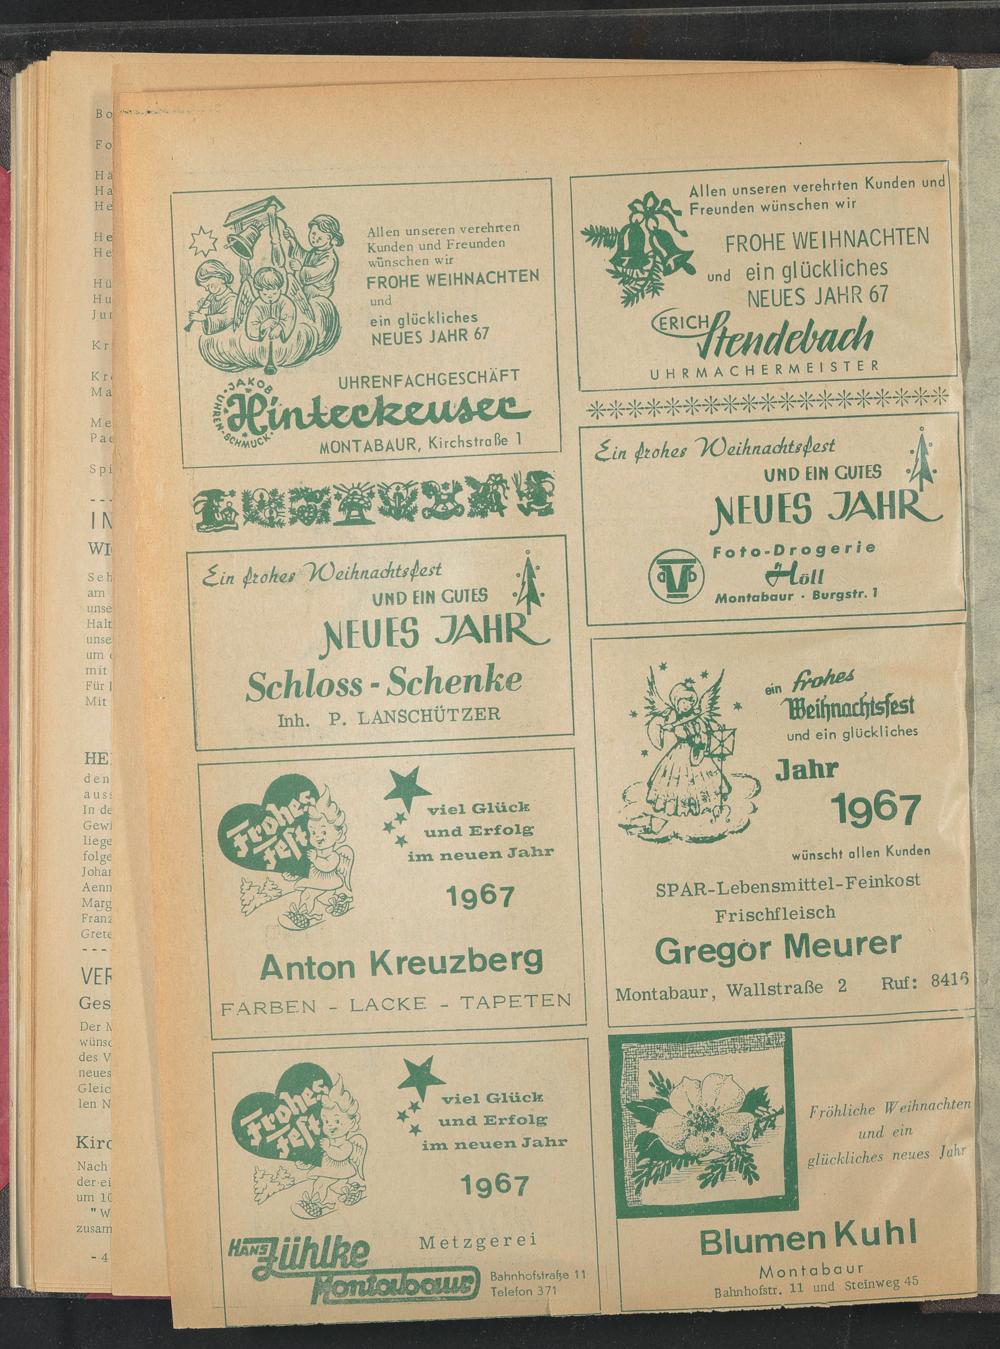 Allen unseren verehrten
Kunden und Freunden
wünschen wir
FROHE WEIHNACHTEN
und
ein glückliches
NEUES JAHR 67
JAKOB
UHREN-SCHMUCK
UHRENFACHGESCHÄFT
Hinterkeuser
MONTABAUR, Kirchstraße 1
Ein frohes Weihnachtsfest
UND EIN GUTES
NEUES JAHR
Schloss-Schenke
Inh. P. LANSCHÜTZER
Frohes
Fest
viel Glück
und Erfolg
im neuen Jahr
1967
Anton Kreuzberg
FARBEN - LACKE - TAPETEN
Frohes
Fest
viel Glück
und Erfolg
im neuen Jahr
1967
HANS Zühlke
Metzgerei
Montabaur
Bahnhofstraße 11
Telefon 371
Allen unseren verehrten Kunden und
Freunden wünschen wir
FROHE WEIHNACHTEN
und ein glückliches
NEUES JAHR 67
ERICH Stendebach
UHRMACHERMEISTER
Ein frohes Weihnachtsfest
UND EIN GUTES
NEUES JAHR
Foto-Drogerie
Höll
Montabaur · Burgstr. 1
ein frohes
Weihnachtsfest
und ein glückliches
Jahr
1967
wünscht allen Kunden
SPAR-Lebensmittel-Feinkost
Frischfleisch
Gregor Meurer
Montabaur, Wallstraße 2 Ruf: 8416
Fröhliche Weihnachten
und ein
glückliches neues Jahr
Blumen Kuhl
Montabaur
Bahnhofstr. 11 und Steinweg 45